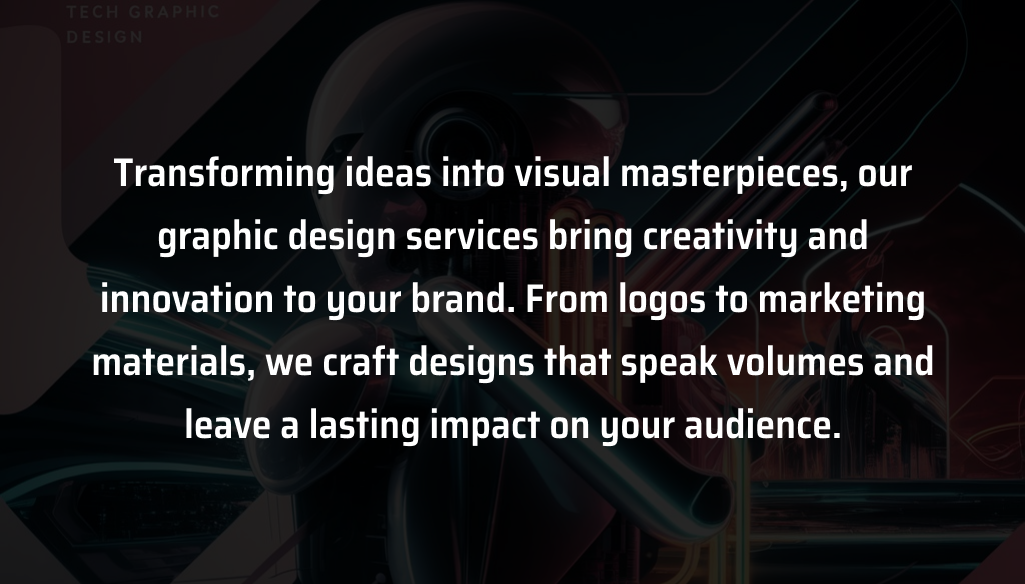 TECH GRAPHIC
DESIGN
Transforming ideas into visual masterpieces, our
graphic design services bring creativity and
innovation to your brand. From logos to marketing
materials, we craft designs that speak volumes and
leave a lasting impact on your audience.